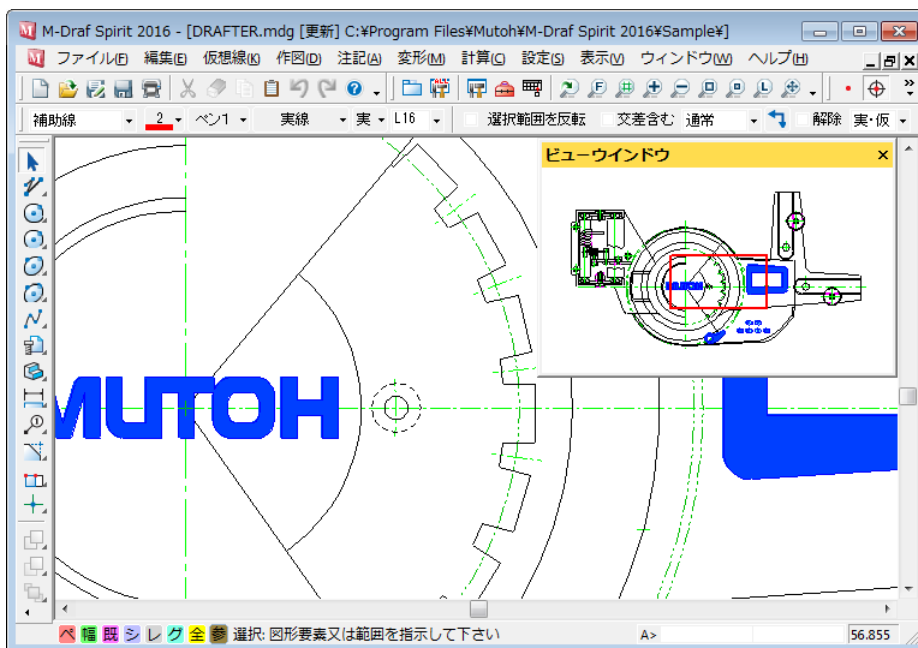 M-Draf Spirit 2016 - [DRAFTER.mdg [更新] C:¥Program Files¥Mutoh¥M-Draf Spirit 2016¥Sample¥]
ファイル(F) 編集(E) 仮想線(K) 作図(D) 注記(A) 変形(M) 計算(C) 設定(S) 表示(V) ウィンドウ(W) ヘルプ(H)
補助線 2 ペン1 実線 実 L16 選択範囲を反転 交差含む 通常 解除 実・仮
ビューウインドウ
MUTOH
MUTOH
ペ 幅 既 シ レ グ 全 参 選択: 図形要素又は範囲を指示して下さい A> 56.855